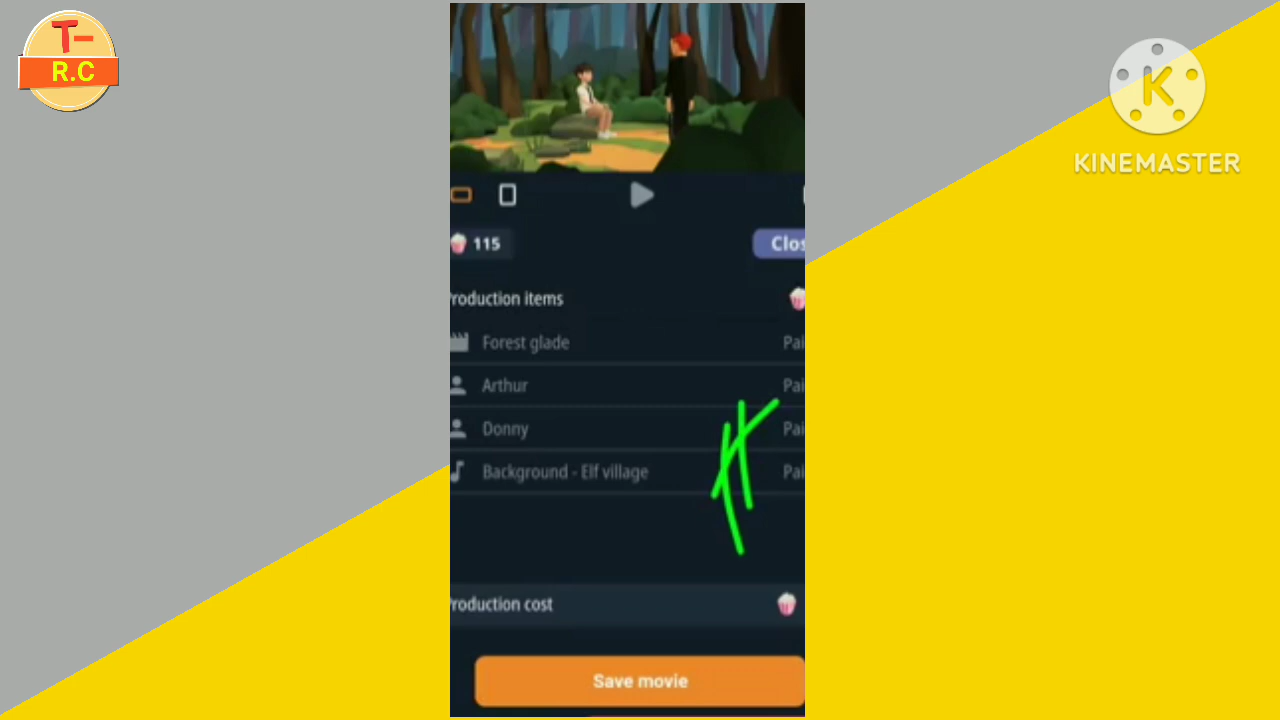 T-
R.C
K
KINEMASTER
115
Clos
roduction items
Forest glade
Pai
Arthur
Pai
Donny
Pai
Background - Elf village
Pai
roduction cost
Save movie